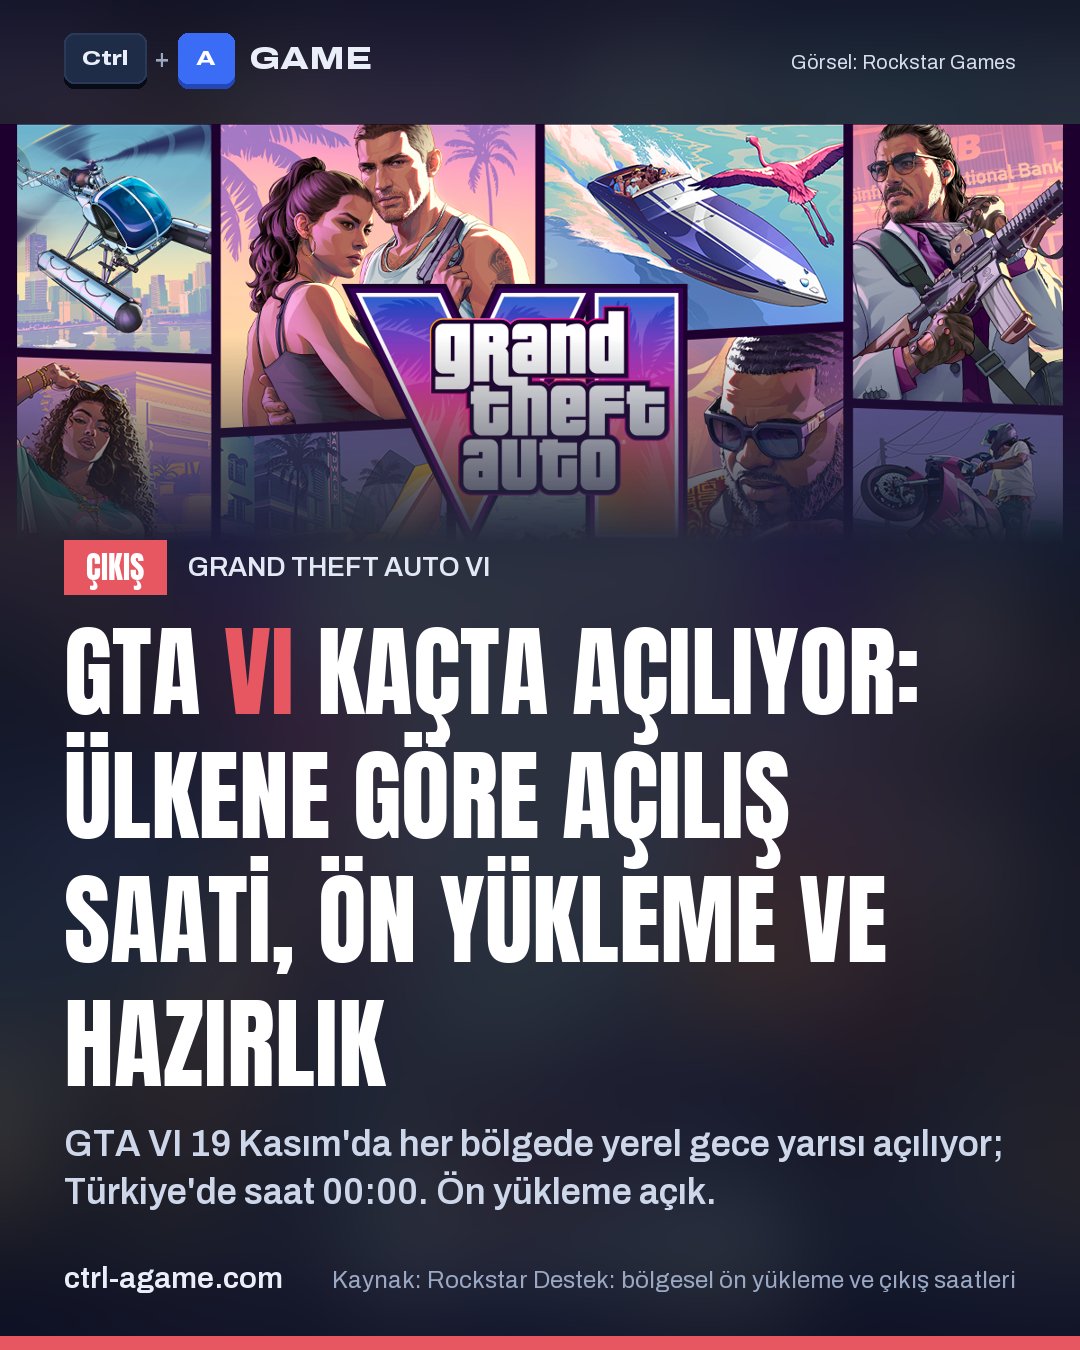 Ctrl + A GAME
Görsel: Rockstar Games
VI
grand
theft
auto
ÇIKIŞ GRAND THEFT AUTO VI
GTA VI KAÇTA AÇILIYOR:
ÜLKENE GÖRE AÇILIŞ
SAATİ, ÖN YÜKLEME VE
HAZIRLIK
GTA VI 19 Kasım'da her bölgede yerel gece yarısı açılıyor;
Türkiye'de saat 00:00. Ön yükleme açık.
ctrl-agame.com
Kaynak: Rockstar Destek: bölgesel ön yükleme ve çıkış saatleri